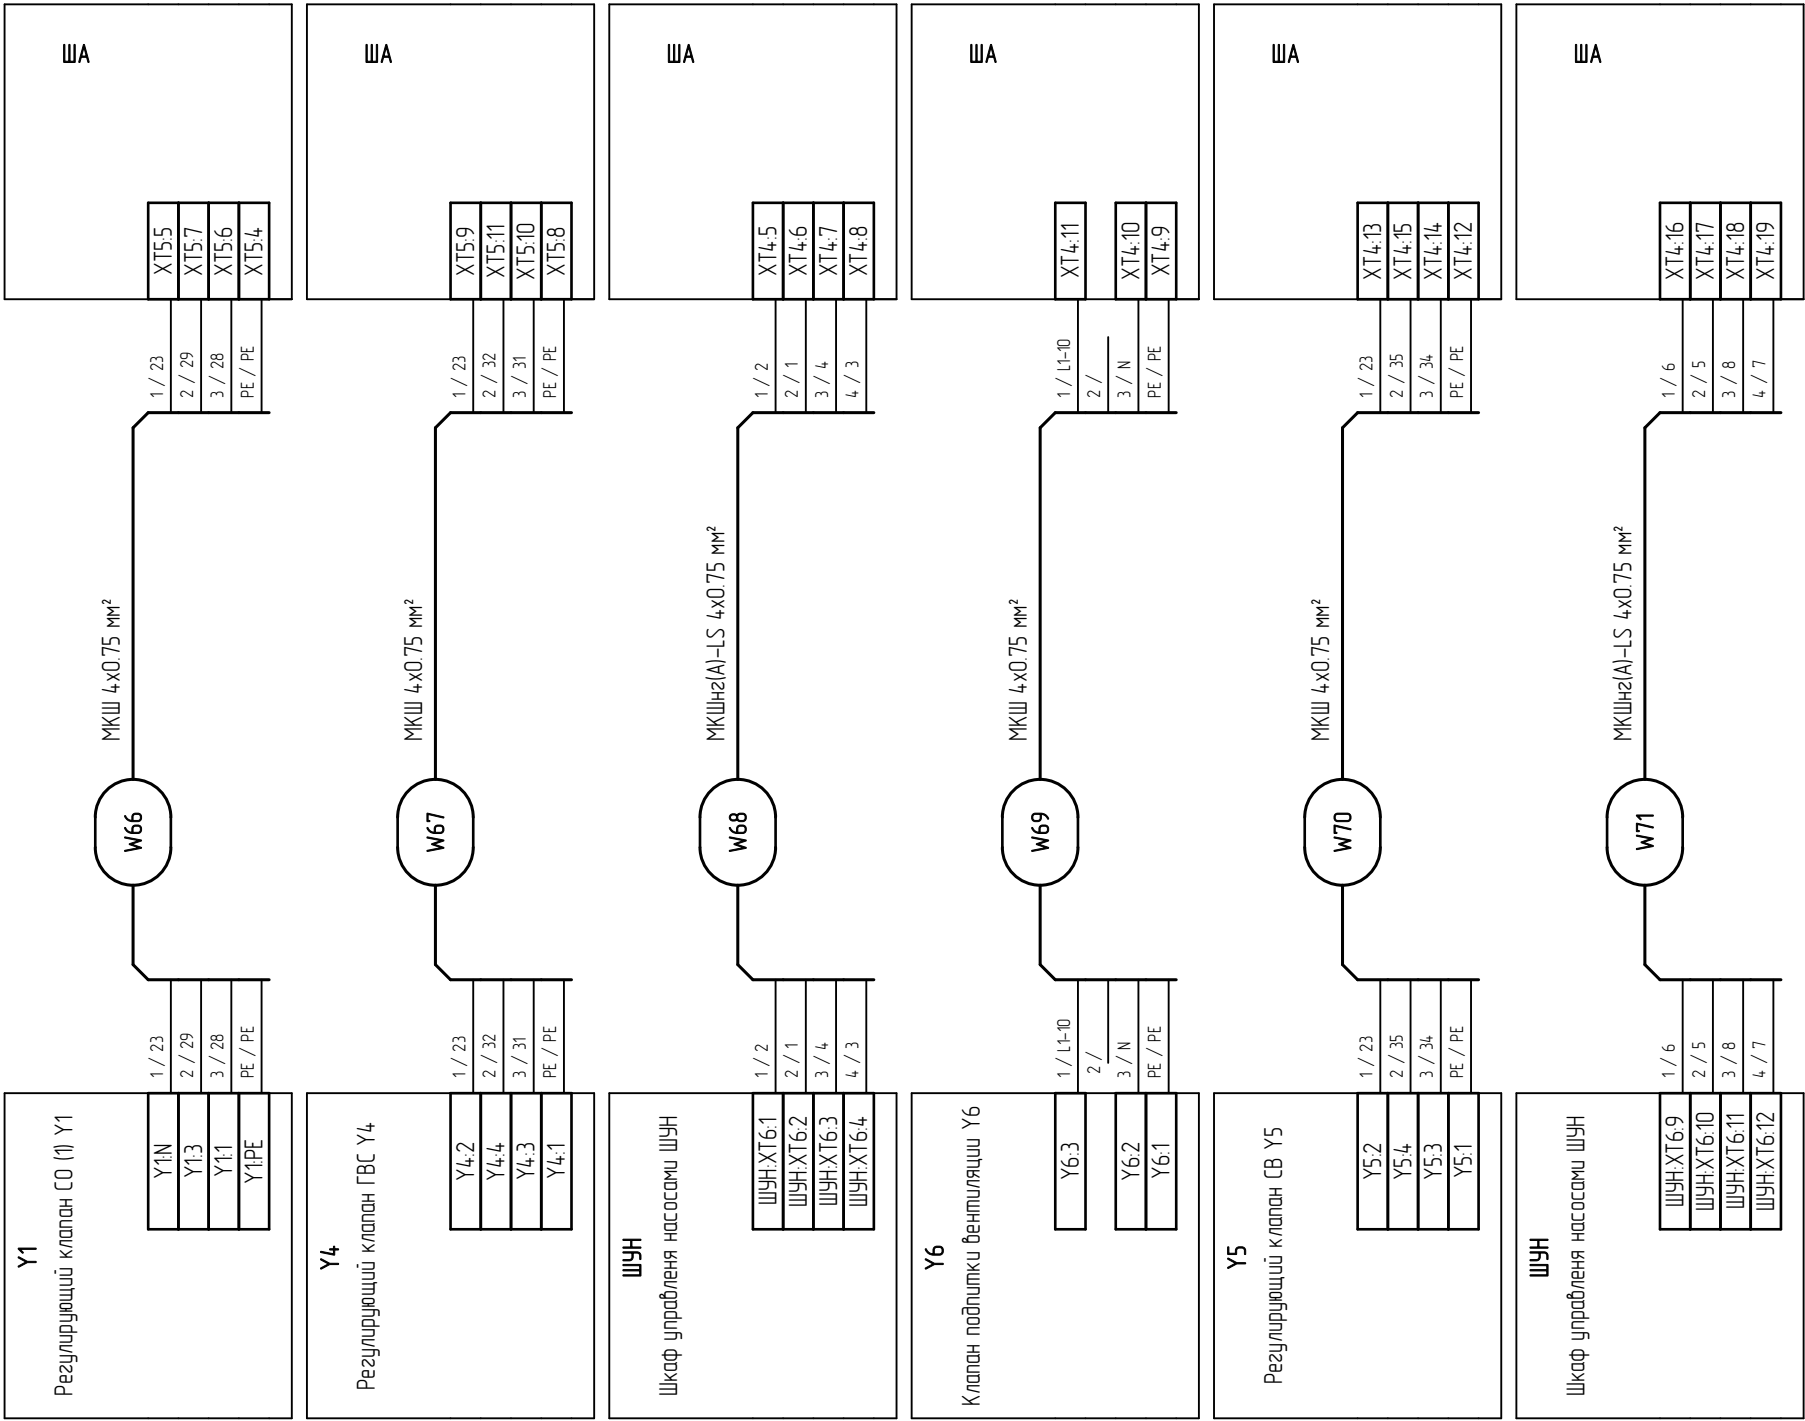 ША
XT5:5
XT5:7
XT5:6
XT5:4
1 / 23
2 / 29
3 / 28
PE / PE
МКШ 4x0.75 мм²
W66
1 / 23
2 / 29
3 / 28
PE / PE
Y1
Регулирующий клапан СО (1) Y1
Y1:N
Y1:3
Y1:1
Y1:PE
ША
XT5:9
XT5:11
XT5:10
XT5:8
1 / 23
2 / 32
3 / 31
PE / PE
МКШ 4x0.75 мм²
W67
1 / 23
2 / 32
3 / 31
PE / PE
Y4
Регулирующий клапан ГВС Y4
Y4:2
Y4:4
Y4:3
Y4:1
ША
XT4:5
XT4:6
XT4:7
XT4:8
1 / 2
2 / 1
3 / 4
4 / 3
МКШнг(А)-LS 4x0.75 мм²
W68
1 / 2
2 / 1
3 / 4
4 / 3
ШУН
Шкаф управленя насосами ШУН
ШУН:XT6:1
ШУН:XT6:2
ШУН:XT6:3
ШУН:XT6:4
ША
XT4:11
XT4:10
XT4:9
1 / L1-10
2 /
3 / N
PE / PE
МКШ 4x0.75 мм²
W69
1 / L1-10
2 /
3 / N
PE / PE
Y6
Клапан подпитки вентиляции Y6
Y6:3
Y6:2
Y6:1
ША
XT4:13
XT4:15
XT4:14
XT4:12
1 / 23
2 / 35
3 / 34
PE / PE
МКШ 4x0.75 мм²
W70
1 / 23
2 / 35
3 / 34
PE / PE
Y5
Регулирующий клапан СВ Y5
Y5:2
Y5:4
Y5:3
Y5:1
ША
XT4:16
XT4:17
XT4:18
XT4:19
1 / 6
2 / 5
3 / 8
4 / 7
МКШнг(А)-LS 4x0.75 мм²
W71
1 / 6
2 / 5
3 / 8
4 / 7
ШУН
Шкаф управленя насосами ШУН
ШУН:XT6:9
ШУН:XT6:10
ШУН:XT6:11
ШУН:XT6:12